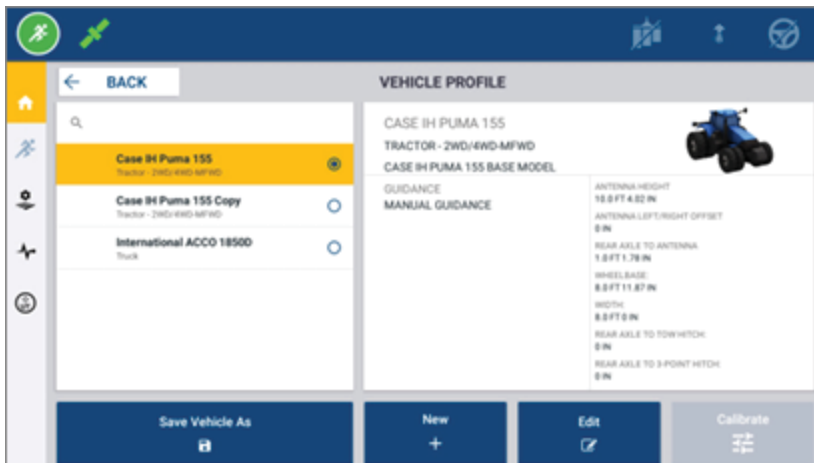 BACK
VEHICLE PROFILE
Case IH Puma 155
Tractor - 2WD/4WD-MFWD
Case IH Puma 155 Copy
Tractor - 2WD/4WD-MFWD
International ACCO 1850D
Truck
CASE IH PUMA 155
TRACTOR - 2WD/4WD-MFWD
CASE IH PUMA 155 BASE MODEL
GUIDANCE
MANUAL GUIDANCE
ANTENNA HEIGHT
10.0 FT 4.02 IN
ANTENNA LEFT/RIGHT OFFSET
0 IN
REAR AXLE TO ANTENNA
1.0 FT 1.78 IN
WHEELBASE:
8.0 FT 11.87 IN
WIDTH:
8.0 FT 0 IN
REAR AXLE TO TOW HITCH:
0 IN
REAR AXLE TO 3-POINT HITCH:
0 IN
Save Vehicle As
New
Edit
Calibrate